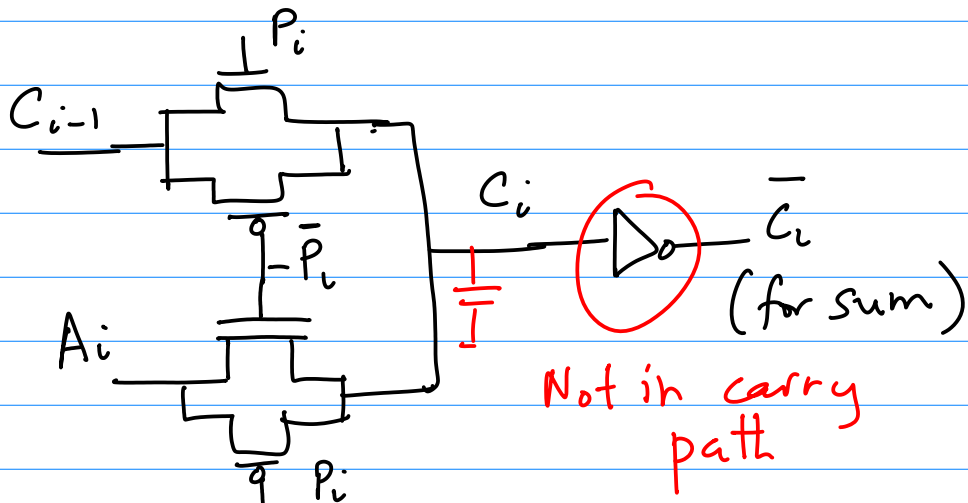 Pᵢ
Cᵢ₋₁
Cᵢ
C̅ᵢ
P̅ᵢ
(for sum)
Aᵢ
Not in carry
path
Pᵢ